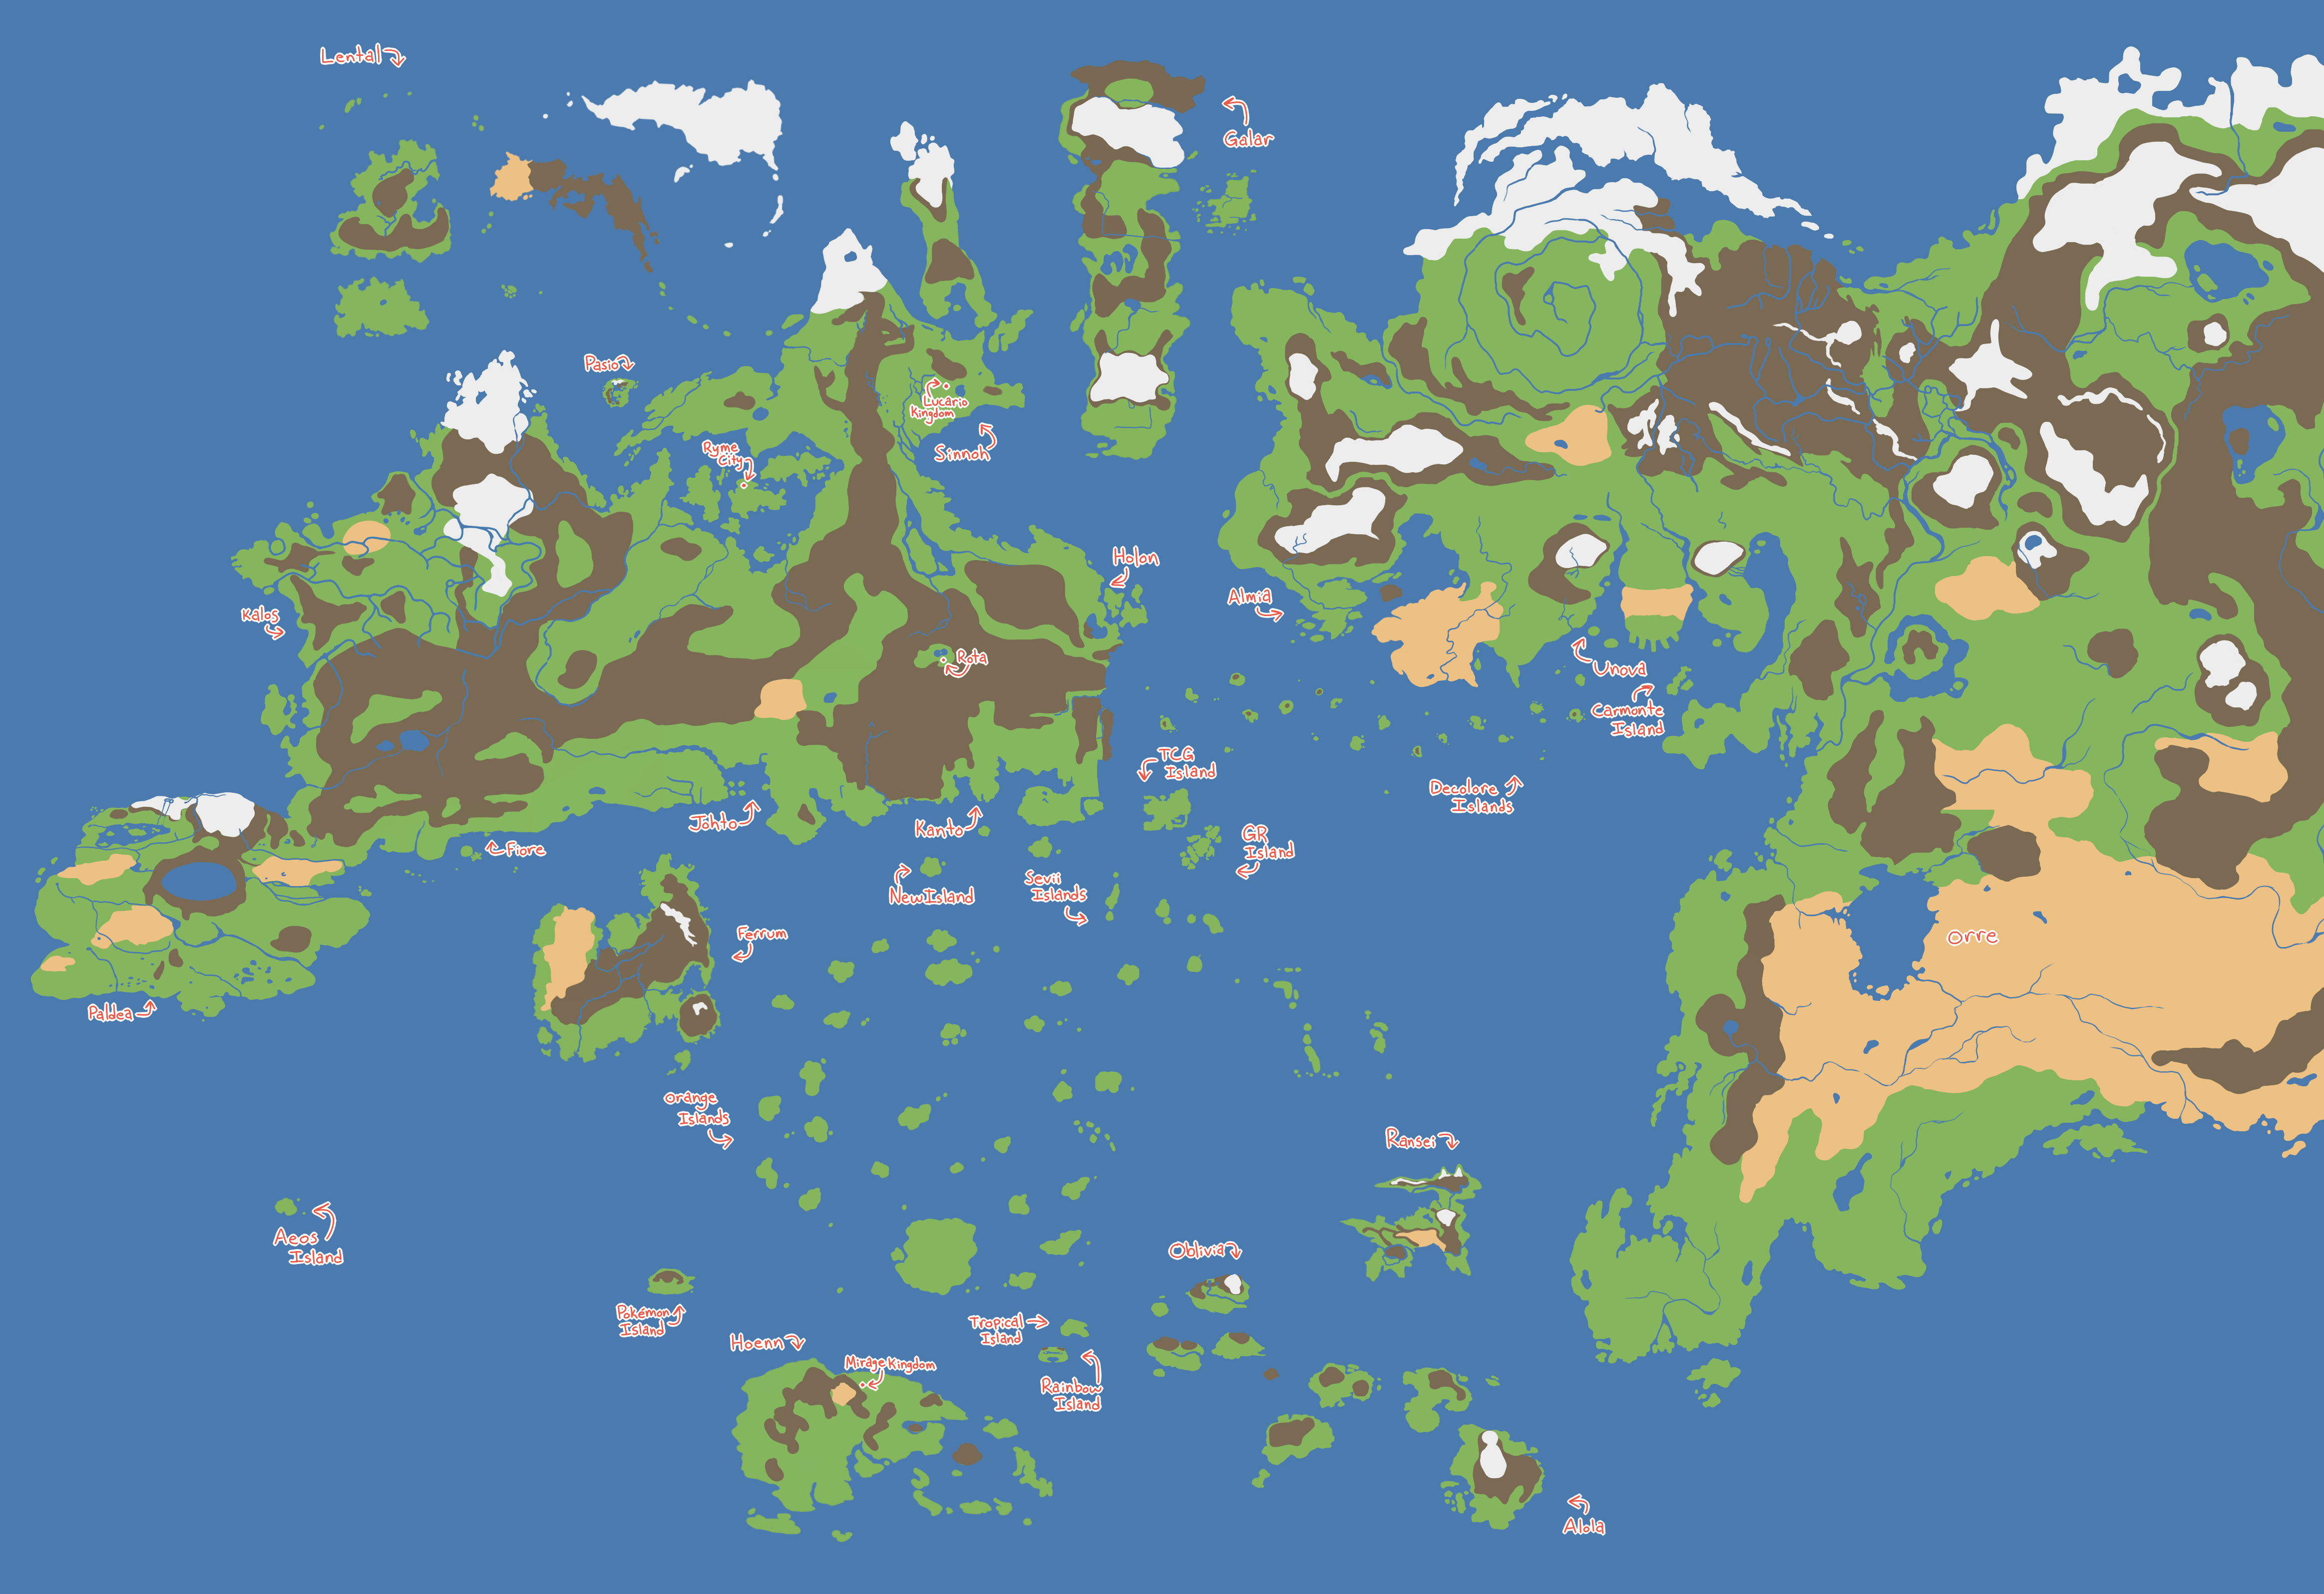 Lental
Galar
Pasio
Lucario
Kingdom
Sinnoh
Ryme
City
Holon
Almia
Kalos
Rota
Unova
Carmonte
Island
TCG
Island
Decolore
Islands
Johto
Kanto
GR
Island
Fiore
New Island
Sevii
Islands
Ferrum
Orre
Paldea
Orange
Islands
Ransei
Aeos
Island
Oblivia
Pokémon
Island
Tropical
Island
Hoenn
Mirage Kingdom
Rainbow
Island
Alola